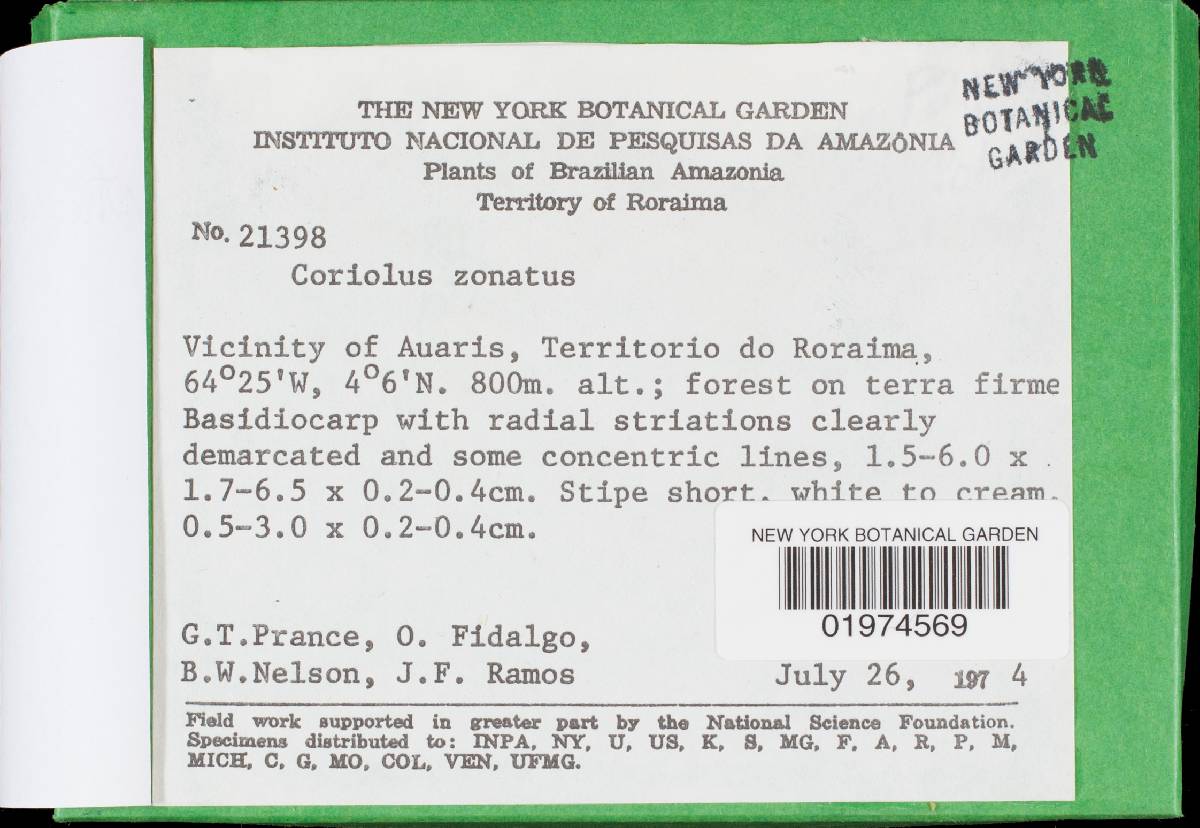 THE NEW YORK BOTANICAL GARDEN
INSTITUTO NACIONAL DE PESQUISAS DA AMAZÔNIA
Plants of Brazilian Amazonia
Territory of Roraima
NEW YORK
BOTANICAL
GARDEN
No. 21398
Coriolus zonatus
Vicinity of Auaris, Territorio do Roraima,
64°25'W, 4°6'N. 800m. alt.; forest on terra firme
Basidiocarp with radial striations clearly
demarcated and some concentric lines, 1.5-6.0 x
1.7-6.5 x 0.2-0.4cm. Stipe short, white to cream,
0.5-3.0 x 0.2-0.4cm.
NEW YORK BOTANICAL GARDEN
01974569
G.T.Prance, O. Fidalgo,
B.W.Nelson, J.F. Ramos
July 26, 197 4
Field work supported in greater part by the National Science Foundation.
Specimens distributed to: INPA, NY, U, US, K, S, MG, F, A, R, P, M,
MICH, C, G, MO, COL, VEN, UFMG.